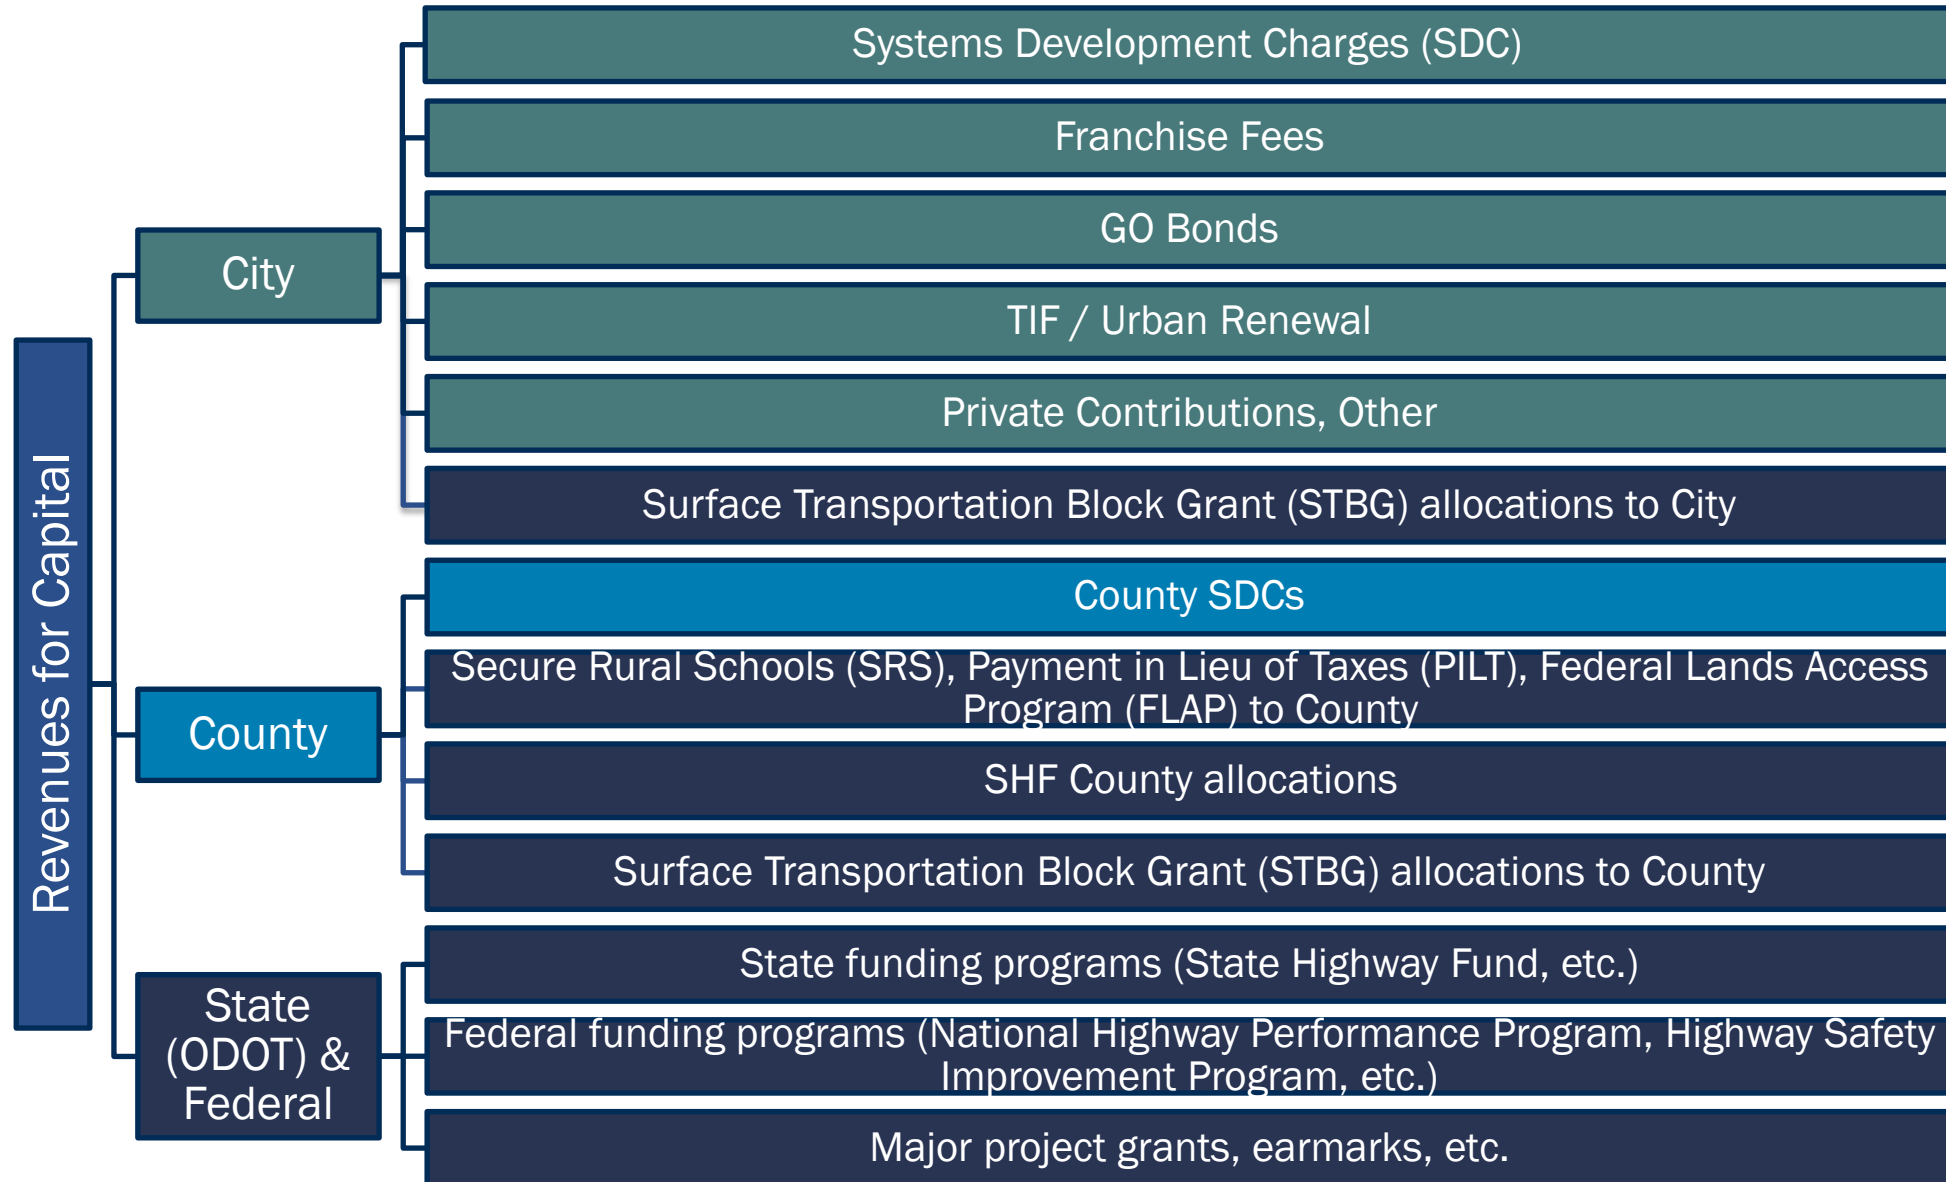 Revenues for Capital
City
Systems Development Charges (SDC)
Franchise Fees
GO Bonds
TIF / Urban Renewal
Private Contributions, Other
Surface Transportation Block Grant (STBG) allocations to City
County
County SDCs
Secure Rural Schools (SRS), Payment in Lieu of Taxes (PILT), Federal Lands Access
Program (FLAP) to County
SHF County allocations
Surface Transportation Block Grant (STBG) allocations to County
State
(ODOT) &
Federal
State funding programs (State Highway Fund, etc.)
Federal funding programs (National Highway Performance Program, Highway Safety
Improvement Program, etc.)
Major project grants, earmarks, etc.